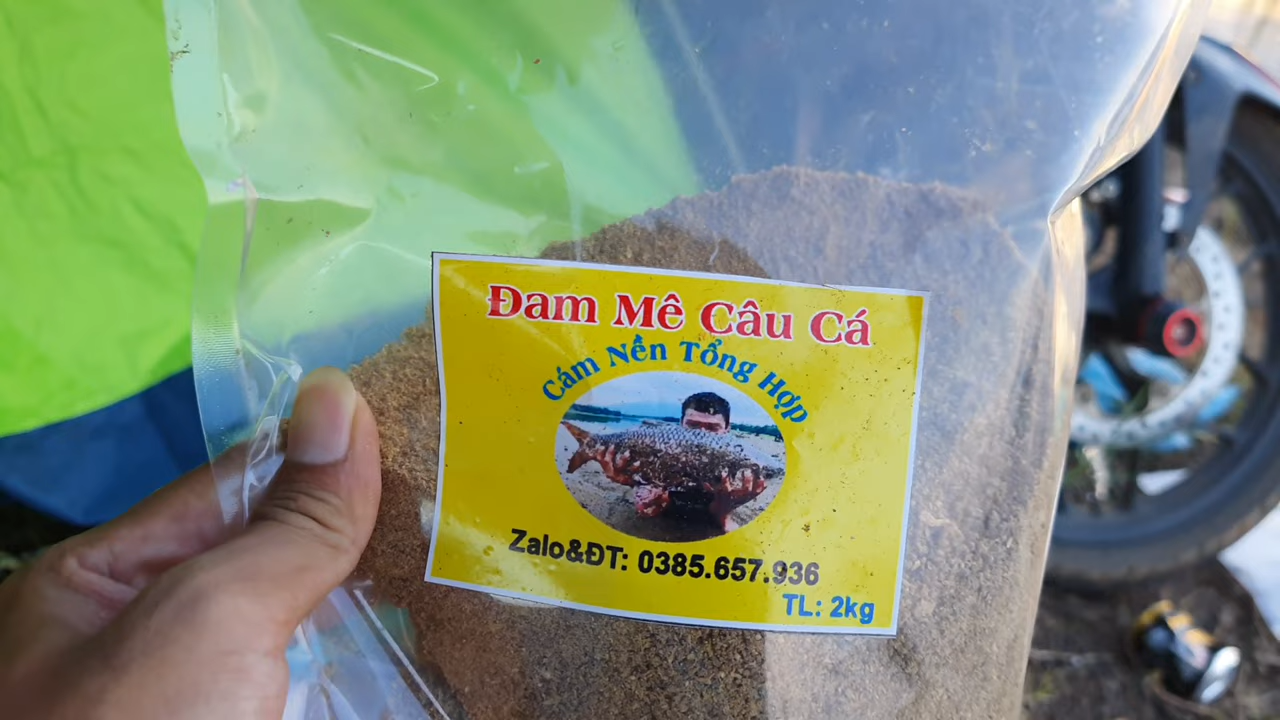 Đam Mê Câu Cá
Cám Nền Tổng Hợp
Zalo&ĐT: 0385.657.936
TL: 2kg